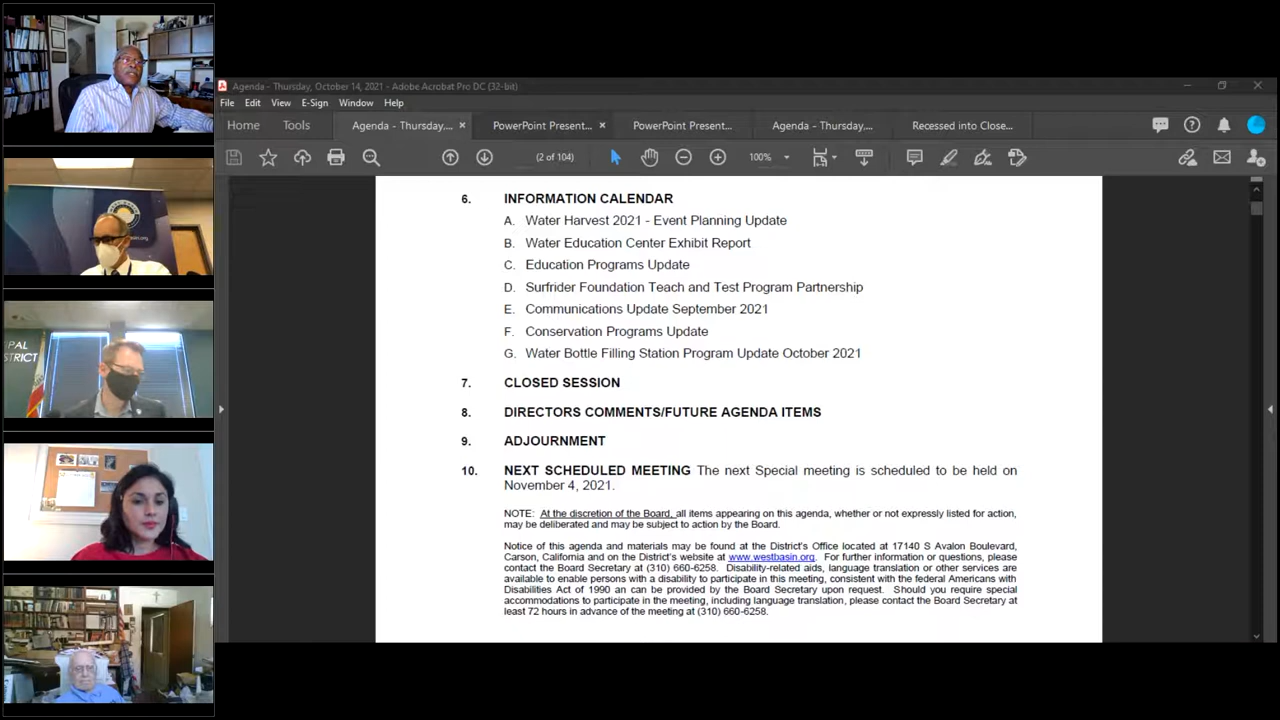 Agenda - Thursday, October 14, 2021 - Adobe Acrobat Pro DC (32-bit)
File Edit View E-Sign Window Help
Home Tools Agenda - Thursday,... PowerPoint Present... PowerPoint Present... Agenda - Thursday,... Recessed into Close...
(2 of 104) 100%
6. INFORMATION CALENDAR
A. Water Harvest 2021 - Event Planning Update
B. Water Education Center Exhibit Report
C. Education Programs Update
D. Surfrider Foundation Teach and Test Program Partnership
E. Communications Update September 2021
F. Conservation Programs Update
G. Water Bottle Filling Station Program Update October 2021
7. CLOSED SESSION
8. DIRECTORS COMMENTS/FUTURE AGENDA ITEMS
9. ADJOURNMENT
10. NEXT SCHEDULED MEETING The next Special meeting is scheduled to be held on
November 4, 2021.
NOTE: At the discretion of the Board, all items appearing on this agenda, whether or not expressly listed for action,
may be deliberated and may be subject to action by the Board.
Notice of this agenda and materials may be found at the District's Office located at 17140 S Avalon Boulevard,
Carson, California and on the District's website at www.westbasin.org. For further information or questions, please
contact the Board Secretary at (310) 660-6258. Disability-related aids, language translation or other services are
available to enable persons with a disability to participate in this meeting, consistent with the federal Americans with
Disabilities Act of 1990 an can be provided by the Board Secretary upon request. Should you require special
accommodations to participate in the meeting, including language translation, please contact the Board Secretary at
least 72 hours in advance of the meeting at (310) 660-6258.
PAL
STRICT